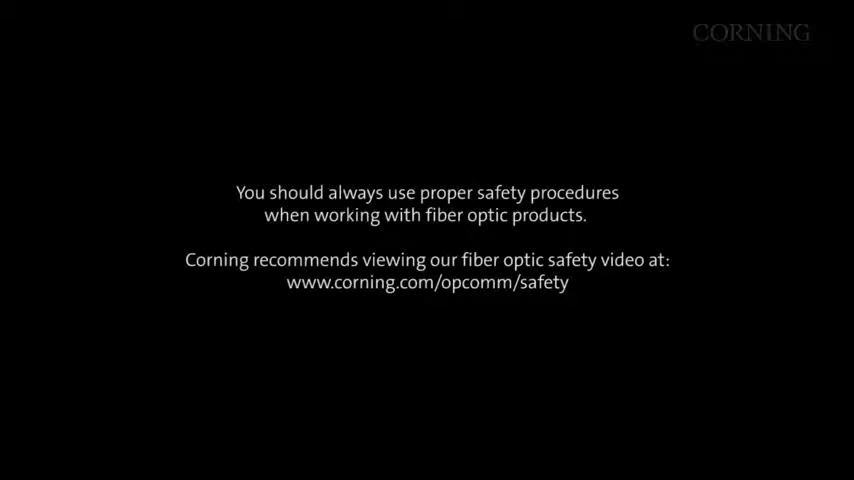 CORNING
You should always use proper safety procedures
when working with fiber optic products.
Corning recommends viewing our fiber optic safety video at:
www.corning.com/opcomm/safety